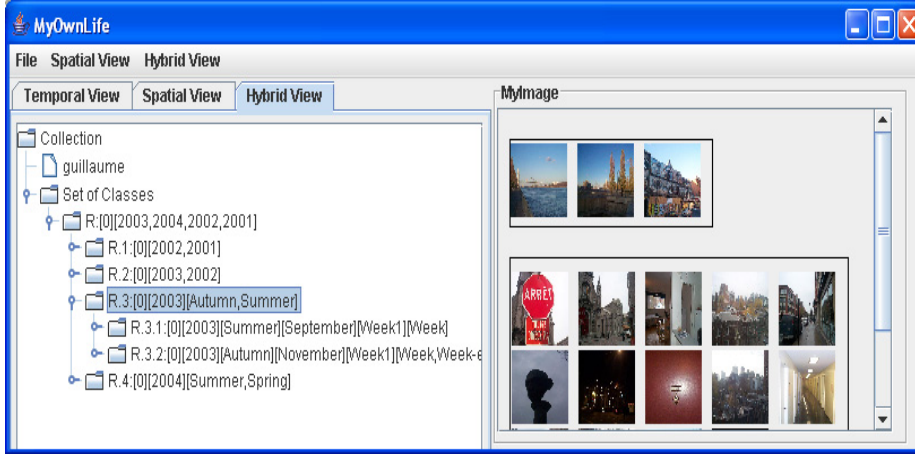 MyOwnLife
File Spatial View Hybrid View
Temporal View Spatial View Hybrid View
MyImage
Collection
guillaume
Set of Classes
R:[0][2003,2004,2002,2001]
R.1:[0][2002,2001]
R.2:[0][2003,2002]
R.3:[0][2003][Autumn,Summer]
R.3.1:[0][2003][Summer][September][Week1][Week]
R.3.2:[0][2003][Autumn][November][Week1][Week,Week-e
R.4:[0][2004][Summer,Spring]
ARRÊT